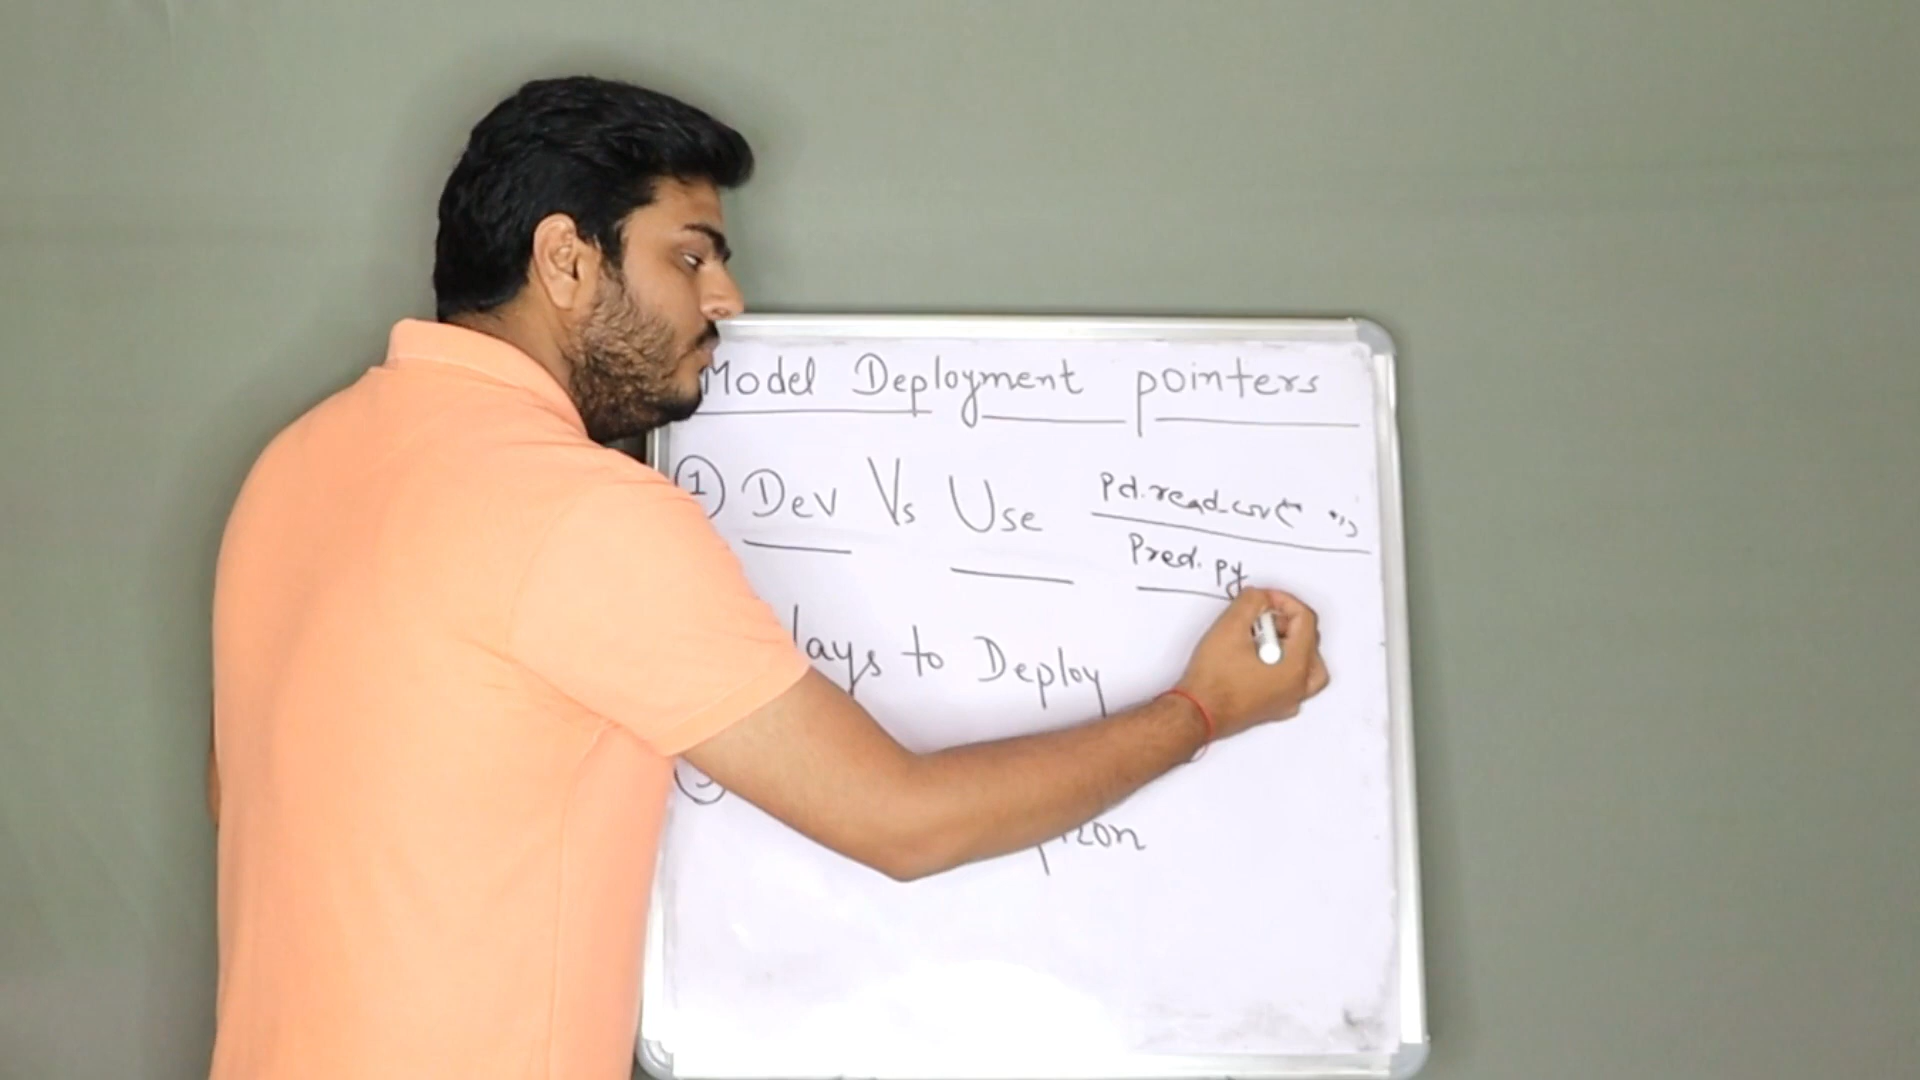 Model Deployment pointers
① Dev Vs Use
Pd.read_csv(" ");
Pred. py
to Deploy